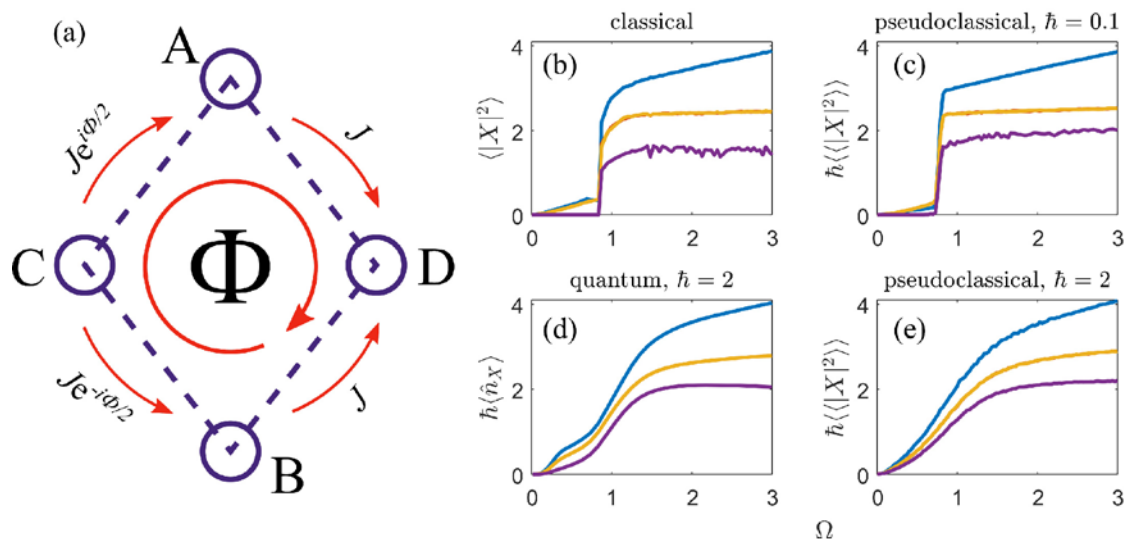 (a)
A
Je^{iΦ/2}
J
C
Φ
D
Je^{-iΦ/2}
J
B
classical
(b)
4
2
0
⟨|X|²⟩
0
1
2
3
pseudoclassical, ħ = 0.1
(c)
4
2
0
ħ⟨⟨|X|²⟩⟩
0
1
2
3
quantum, ħ = 2
(d)
4
2
0
ħ⟨n̂_X⟩
0
1
2
3
pseudoclassical, ħ = 2
(e)
4
2
0
ħ⟨⟨|X|²⟩⟩
0
1
2
3
Ω